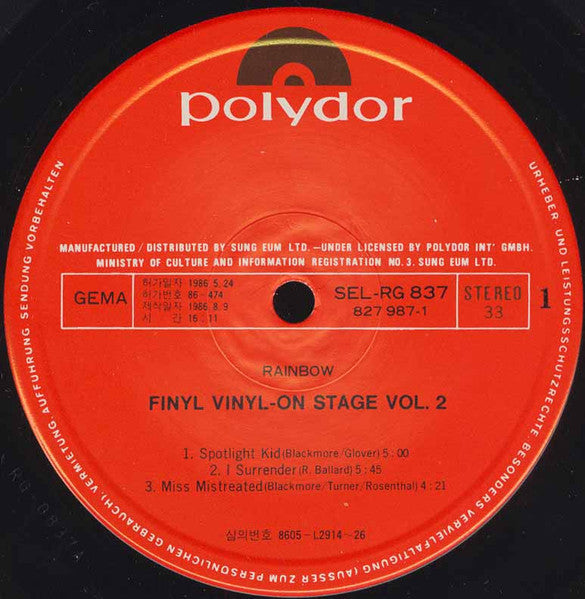 polydor
URHEBER- UND LEISTUNGSSCHUTZRECHTE, BESONDERS VERVIELFÄLTIGUNG (AUSSER ZUM PERSÖNLICHEN GEBRAUCH), VERMIETUNG, AUFFÜHRUNG, SENDUNG VORBEHALTEN
MANUFACTURED / DISTRIBUTED BY SUNG EUM LTD. —UNDER LICENSED BY POLYDOR INT' GMBH.
MINISTRY OF CULTURE AND INFORMATION REGISTRATION NO. 3. SUNG EUM LTD.
GEMA
허가일자 1986 5. 24
허가번호 86-474
제작일자 1986. 8. 9
시 간 16:11
SEL-RG 837
827 987-1
STEREO
33
1
RAINBOW
FINYL VINYL-ON STAGE VOL. 2
1. Spotlight Kid (Blackmore/Glover) 5:00
2. I Surrender (R. Ballard) 5:45
3. Miss Mistreated (Blackmore/Turner/Rosenthal) 4:21
심의번호 8605-L2914-26